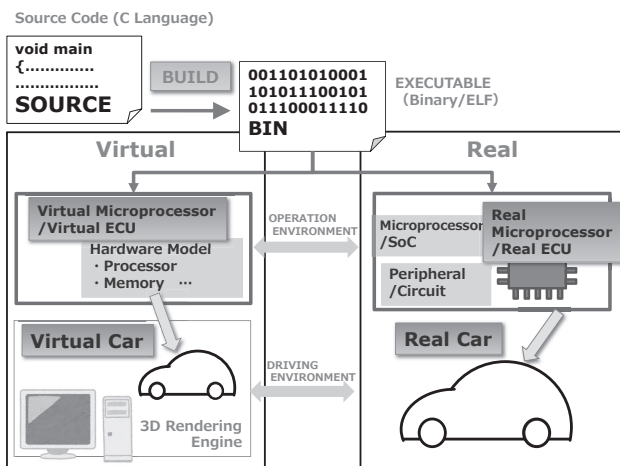 Source Code (C Language)
void main
{..............
.................
SOURCE
BUILD
001101010001
101011100101
011100011110
BIN
EXECUTABLE
(Binary/ELF)
Virtual
Real
Virtual Microprocessor
/Virtual ECU
Hardware Model
・Processor
・Memory …
OPERATION
ENVIRONMENT
Microprocessor
/SoC
Real
Microprocessor
/Real ECU
Peripheral
/Circuit
Virtual Car
3D Rendering
Engine
DRIVING
ENVIRONMENT
Real Car